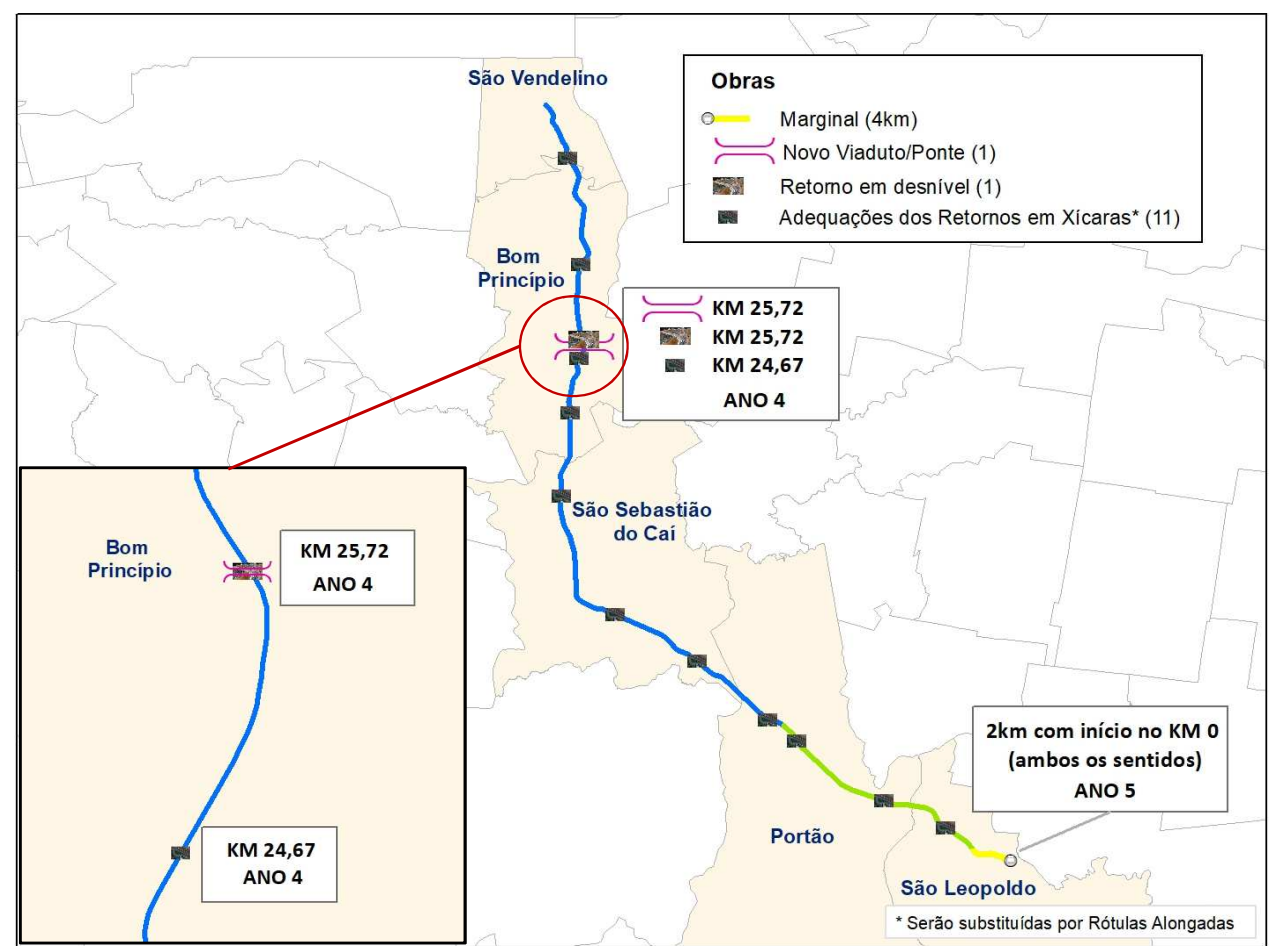 São Vendelino
Obras
Marginal (4km)
Novo Viaduto/Ponte (1)
Retorno em desnível (1)
Adequações dos Retornos em Xícaras* (11)
Bom
Princípio
KM 25,72
KM 25,72
KM 24,67
ANO 4
São Sebastião
do Caí
Bom
Princípio
KM 25,72
ANO 4
KM 24,67
ANO 4
2km com início no KM 0
(ambos os sentidos)
ANO 5
Portão
São Leopoldo
* Serão substituídas por Rótulas Alongadas